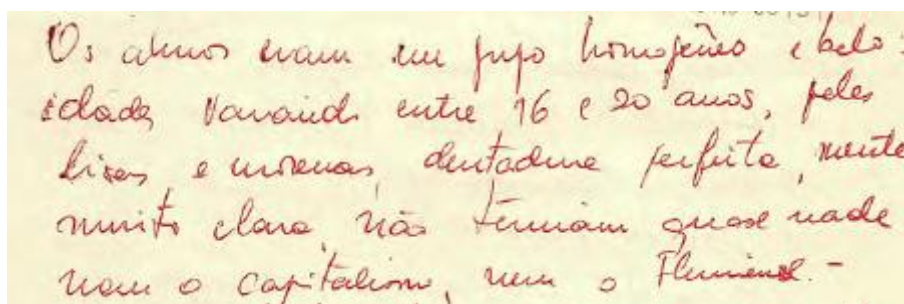 Os alunos eram um grupo homogêneo e belo:
idades variando entre 16 e 20 anos, peles
lisas e morenas, dentadura perfeita, mente
muito clara, não temiam quase nada
nem o capitalismo, nem o Fluminense. -